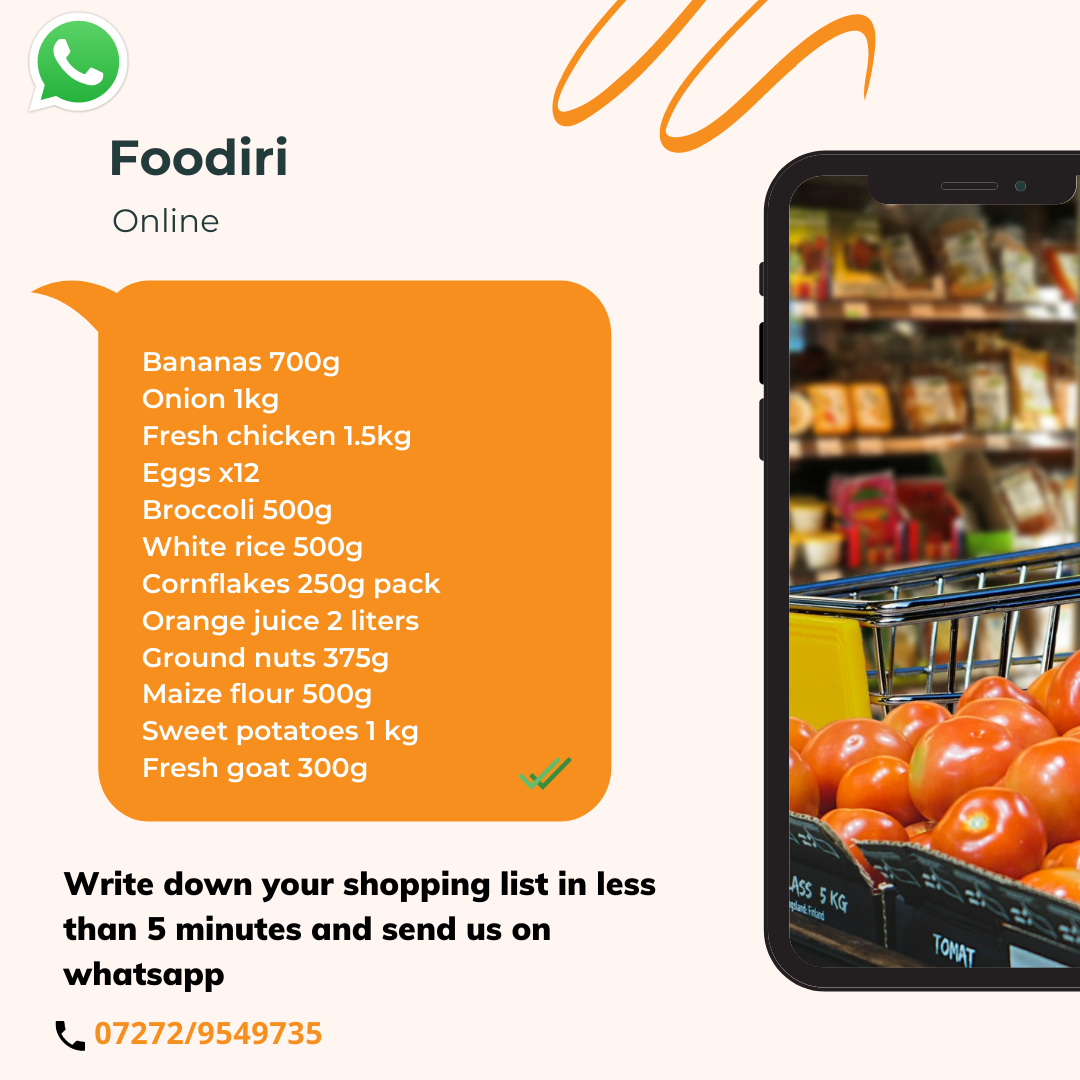 Foodiri
Online
Bananas 700g
Onion 1kg
Fresh chicken 1.5kg
Eggs x12
Broccoli 500g
White rice 500g
Cornflakes 250g pack
Orange juice 2 liters
Ground nuts 375g
Maize flour 500g
Sweet potatoes 1 kg
Fresh goat 300g
Write down your shopping list in less
than 5 minutes and send us on
whatsapp
07272/9549735
ASS 5 KG
Finland
TOMAT